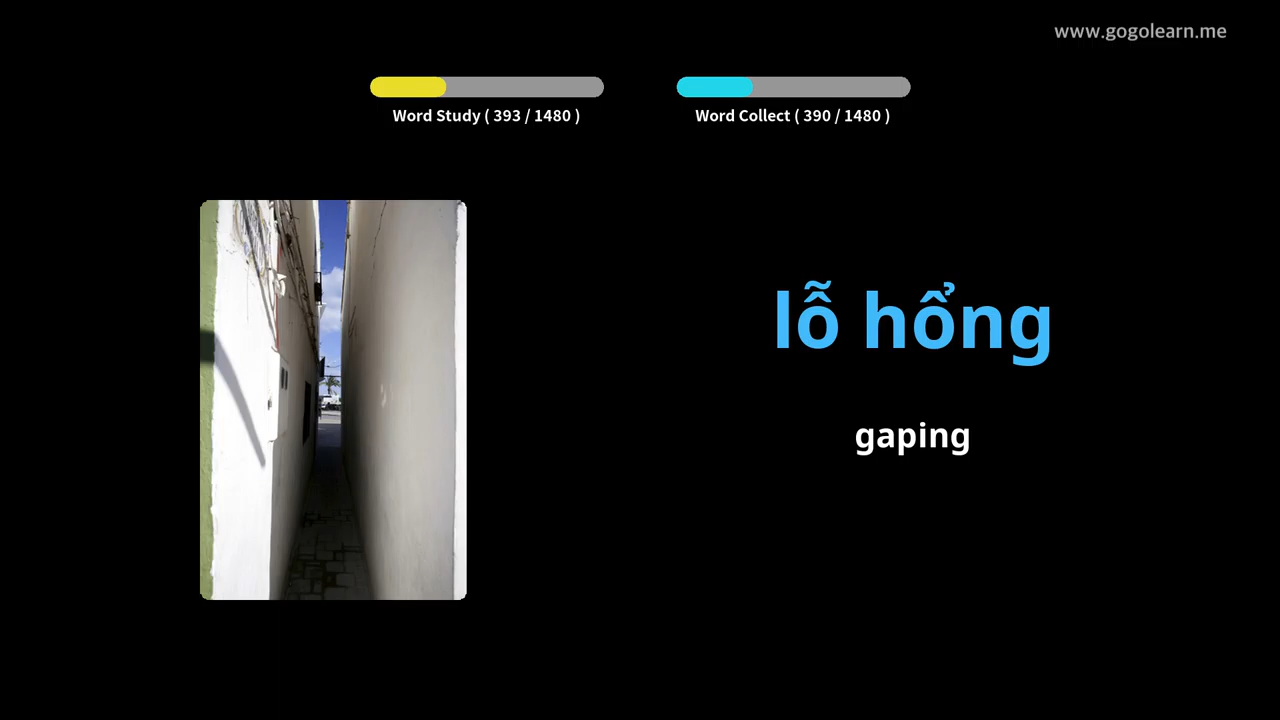 www.gogolearn.me
Word Study ( 393 / 1480 )
Word Collect ( 390 / 1480 )
lỗ hổng
gaping